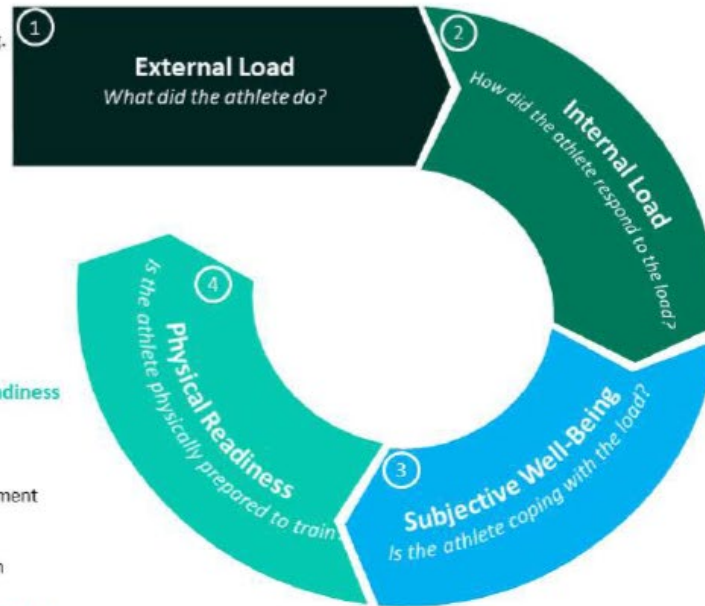 1
External Load
What did the athlete do?
2
Internal Load
How did the athlete respond to the load?
3
Subjective Well-Being
Is the athlete coping with the load?
4
Physical Readiness
Is the athlete physically prepared to train?